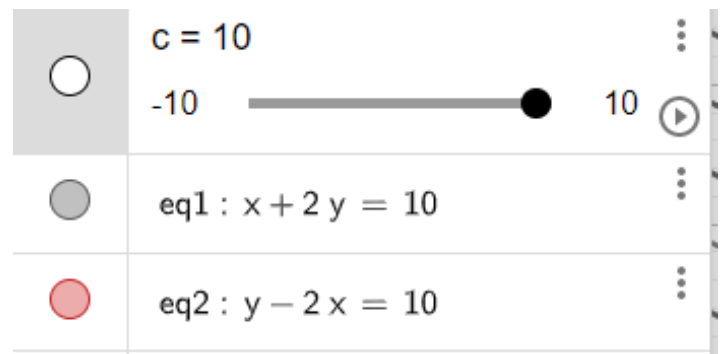 c = 10
-10 10
eq1 : x + 2 y = 10
eq2 : y − 2 x = 10